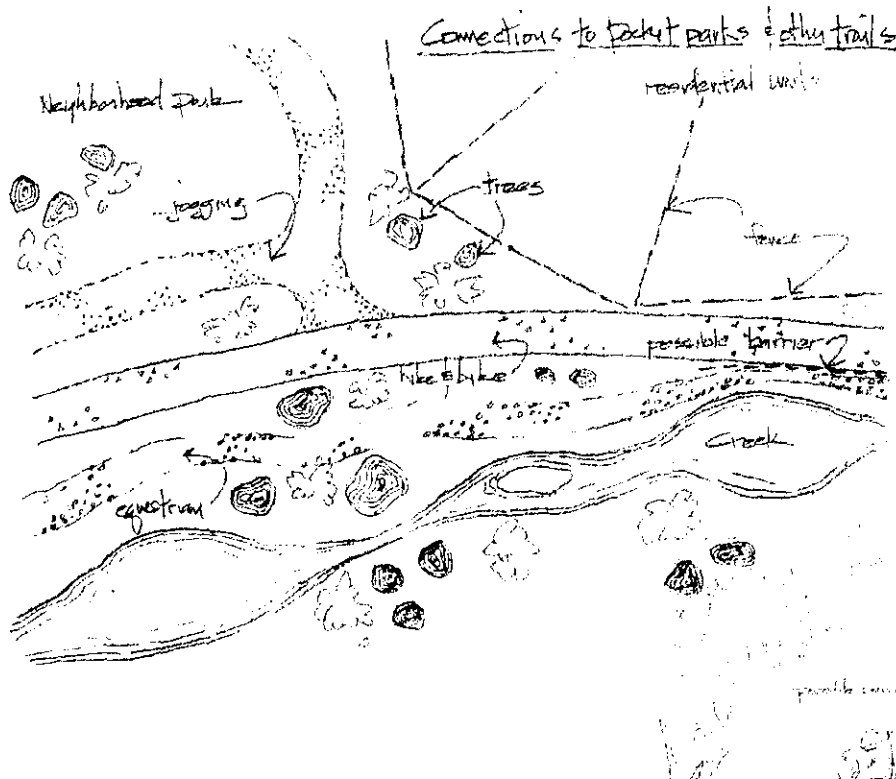 Connections to pocket parks & other trails
residential units
Neighborhood park
jogging
trees
fence
possible barrier
hike & bike
Creek
equestrian